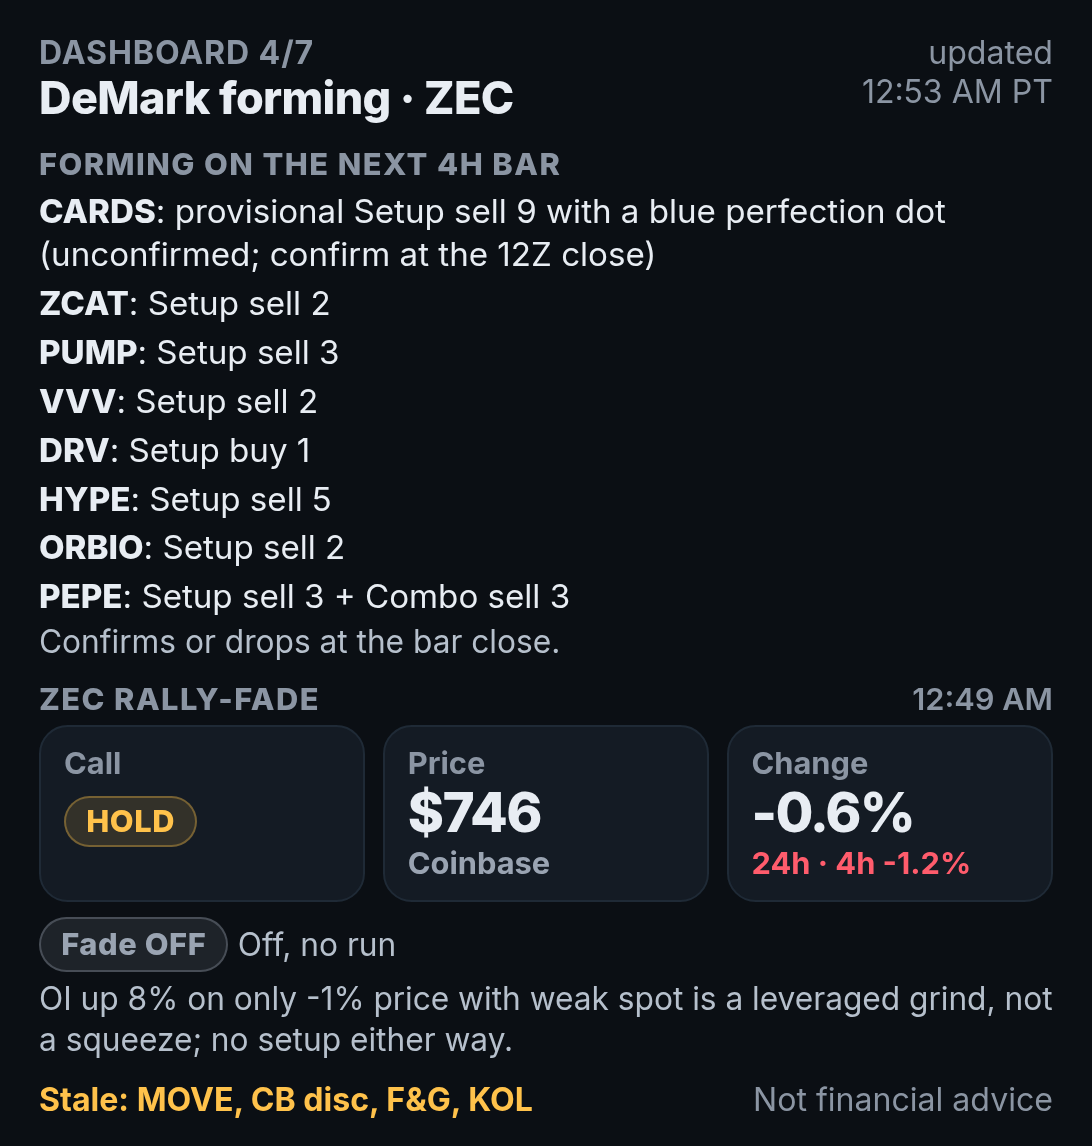 DASHBOARD 4/7
updated
DeMark forming · ZEC
12:53 AM PT
FORMING ON THE NEXT 4H BAR
CARDS: provisional Setup sell 9 with a blue perfection dot
(unconfirmed; confirm at the 12Z close)
ZCAT: Setup sell 2
PUMP: Setup sell 3
VVV: Setup sell 2
DRV: Setup buy 1
HYPE: Setup sell 5
ORBIO: Setup sell 2
PEPE: Setup sell 3 + Combo sell 3
Confirms or drops at the bar close.
ZEC RALLY-FADE
12:49 AM
Call
HOLD
Price
$746
Coinbase
Change
-0.6%
24h · 4h -1.2%
Fade OFF Off, no run
OI up 8% on only -1% price with weak spot is a leveraged grind, not
a squeeze; no setup either way.
Stale: MOVE, CB disc, F&G, KOL
Not financial advice